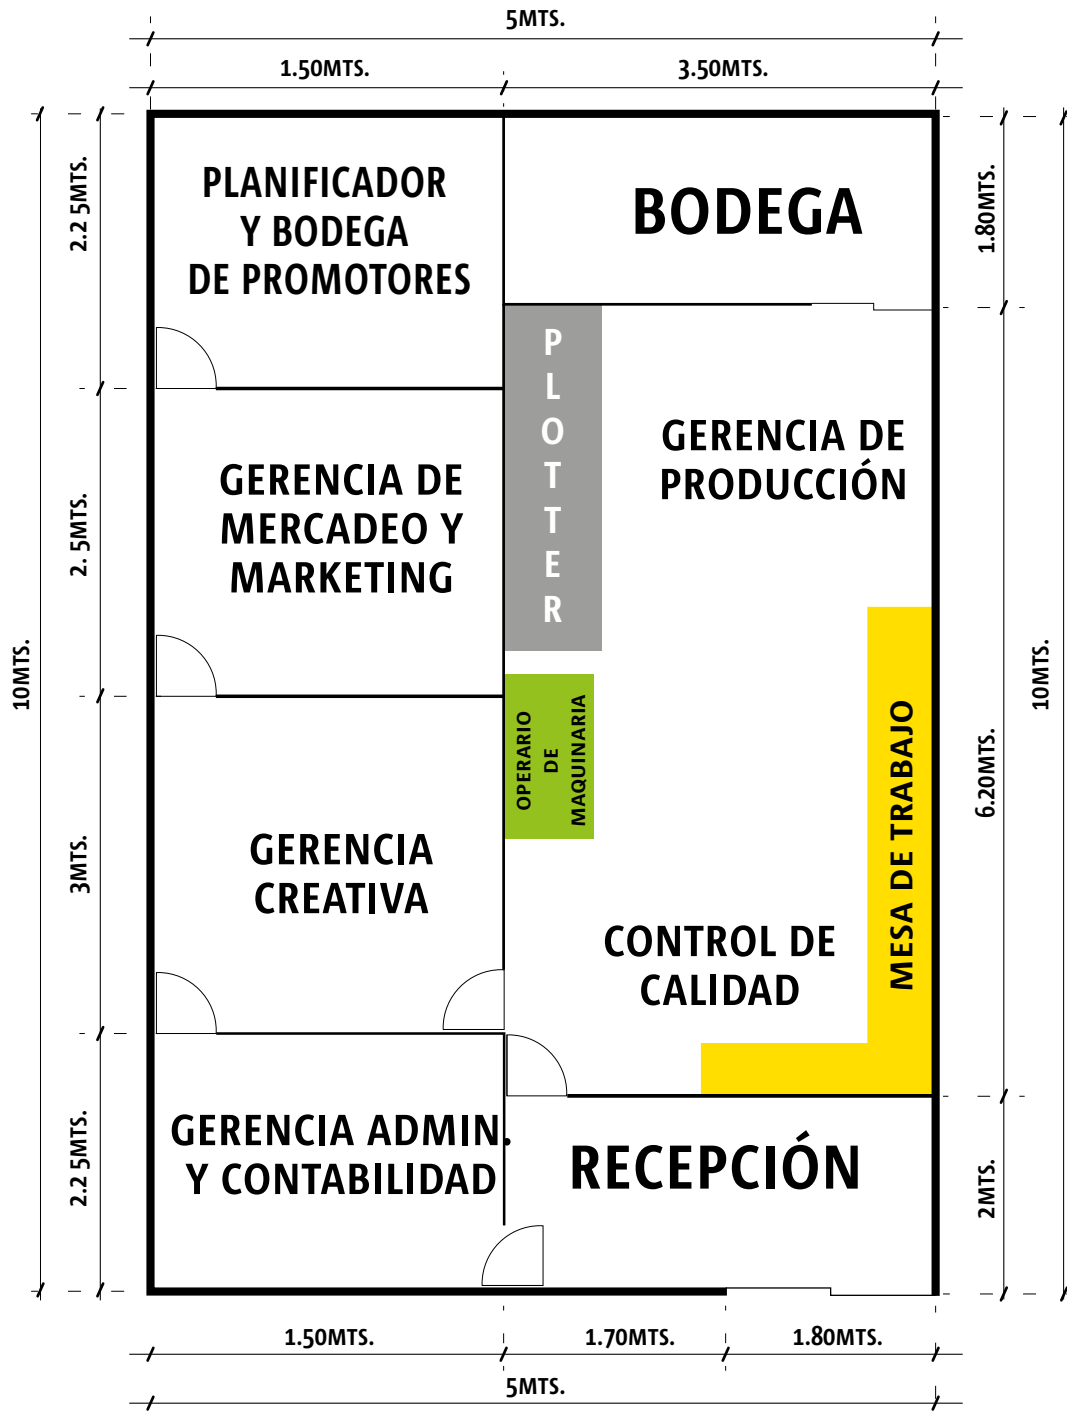 5MTS.
1.50MTS.
3.50MTS.
2.2 5MTS.
2. 5MTS.
3MTS.
2.2 5MTS.
10MTS.
PLANIFICADOR
Y BODEGA
DE PROMOTORES
BODEGA
PLOTTER
GERENCIA DE
PRODUCCIÓN
GERENCIA DE
MERCADEO Y
MARKETING
OPERARIO
DE
MAQUINARIA
MESA DE TRABAJO
GERENCIA
CREATIVA
CONTROL DE
CALIDAD
GERENCIA ADMIN.
Y CONTABILIDAD
RECEPCIÓN
1.80MTS.
6.20MTS.
2MTS.
10MTS.
1.50MTS.
1.70MTS.
1.80MTS.
5MTS.